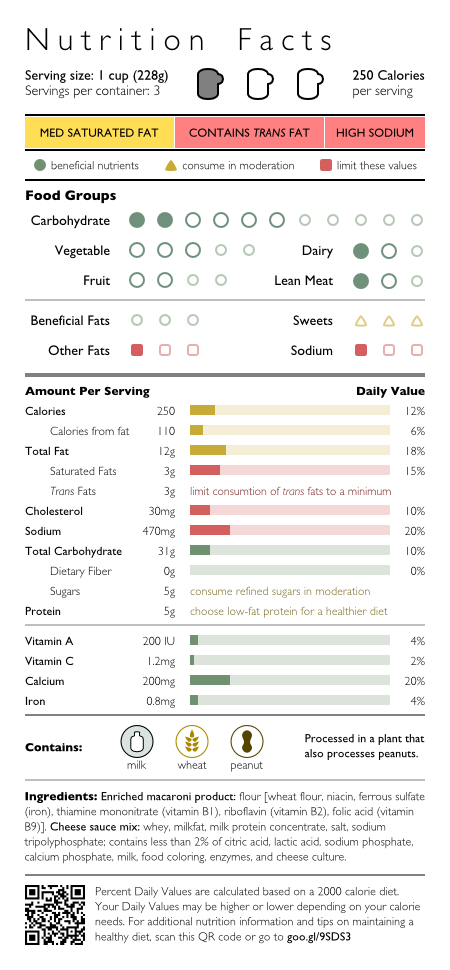 Nutrition Facts
Serving size: 1 cup (228g)
Servings per container: 3
250 Calories
per serving
MED SATURATED FAT
CONTAINS TRANS FAT
HIGH SODIUM
beneficial nutrients
consume in moderation
limit these values
Food Groups
Carbohydrate
Vegetable
Dairy
Fruit
Lean Meat
Beneficial Fats
Sweets
Other Fats
Sodium
Amount Per Serving Daily Value
Calories 250 12%
Calories from fat 110 6%
Total Fat 12g 18%
Saturated Fats 3g 15%
Trans Fats 3g limit consumtion of trans fats to a minimum
Cholesterol 30mg 10%
Sodium 470mg 20%
Total Carbohydrate 31g 10%
Dietary Fiber 0g 0%
Sugars 5g consume refined sugars in moderation
Protein 5g choose low-fat protein for a healthier diet
Vitamin A 200 IU 4%
Vitamin C 1.2mg 2%
Calcium 200mg 20%
Iron 0.8mg 4%
Contains:
milk
wheat
peanut
Processed in a plant that
also processes peanuts.
Ingredients: Enriched macaroni product: flour [wheat flour, niacin, ferrous sulfate
(iron), thiamine mononitrate (vitamin B1), riboflavin (vitamin B2), folic acid (vitamin
B9)]. Cheese sauce mix: whey, milkfat, milk protein concentrate, salt, sodium
tripolyphosphate; contains less than 2% of citric acid, lactic acid, sodium phosphate,
calcium phosphate, milk, food coloring, enzymes, and cheese culture.
Percent Daily Values are calculated based on a 2000 calorie diet.
Your Daily Values may be higher or lower depending on your calorie
needs. For additional nutrition information and tips on maintaining a
healthy diet, scan this QR code or go to goo.gl/9SDS3